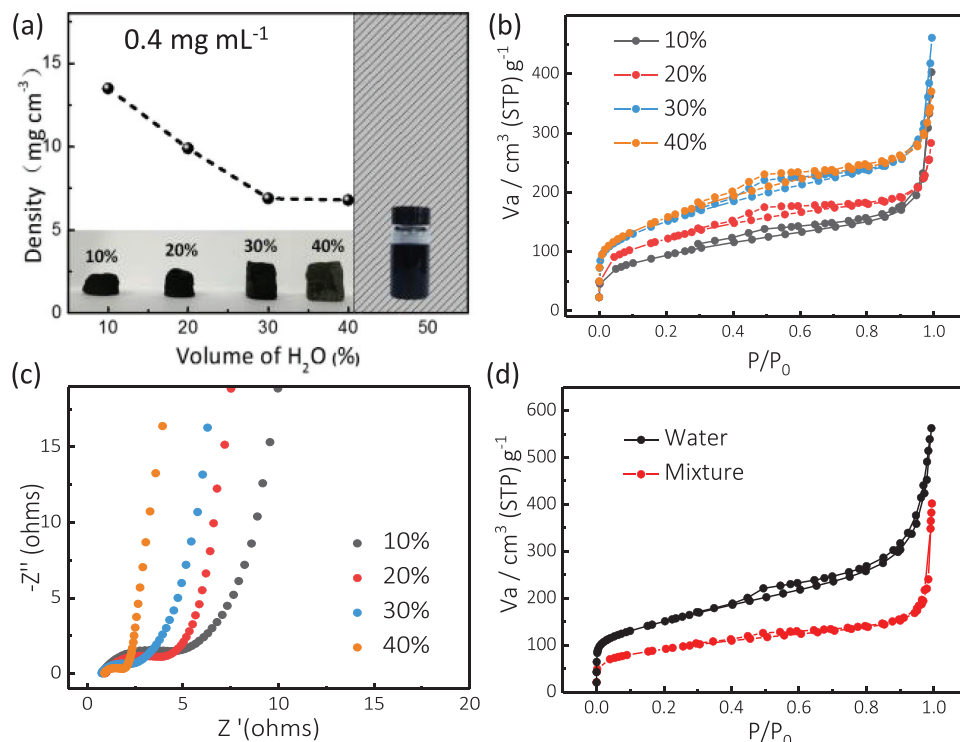 (a)
0.4 mg mL⁻¹
Density (mg cm⁻³)
15
10
5
0
10% 20% 30% 40%
10 20 30 40 50
Volume of H₂O (%)
(b)
10%
20%
30%
40%
Va / cm³ (STP) g⁻¹
400
300
200
100
0
0.0 0.2 0.4 0.6 0.8 1.0
P/P₀
(c)
-Z'' (ohms)
15
10
5
0
10%
20%
30%
40%
0 5 10 15 20
Z '(ohms)
(d)
Water
Mixture
Va / cm³ (STP) g⁻¹
600
500
400
300
200
100
0
0.0 0.2 0.4 0.6 0.8 1.0
P/P₀